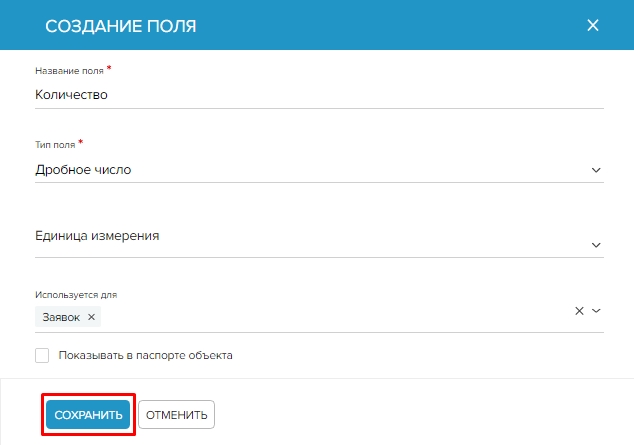 СОЗДАНИЕ ПОЛЯ
Название поля *
Количество
Тип поля *
Дробное число
Единица измерения
Используется для
Заявок
Показывать в паспорте объекта
СОХРАНИТЬ ОТМЕНИТЬ